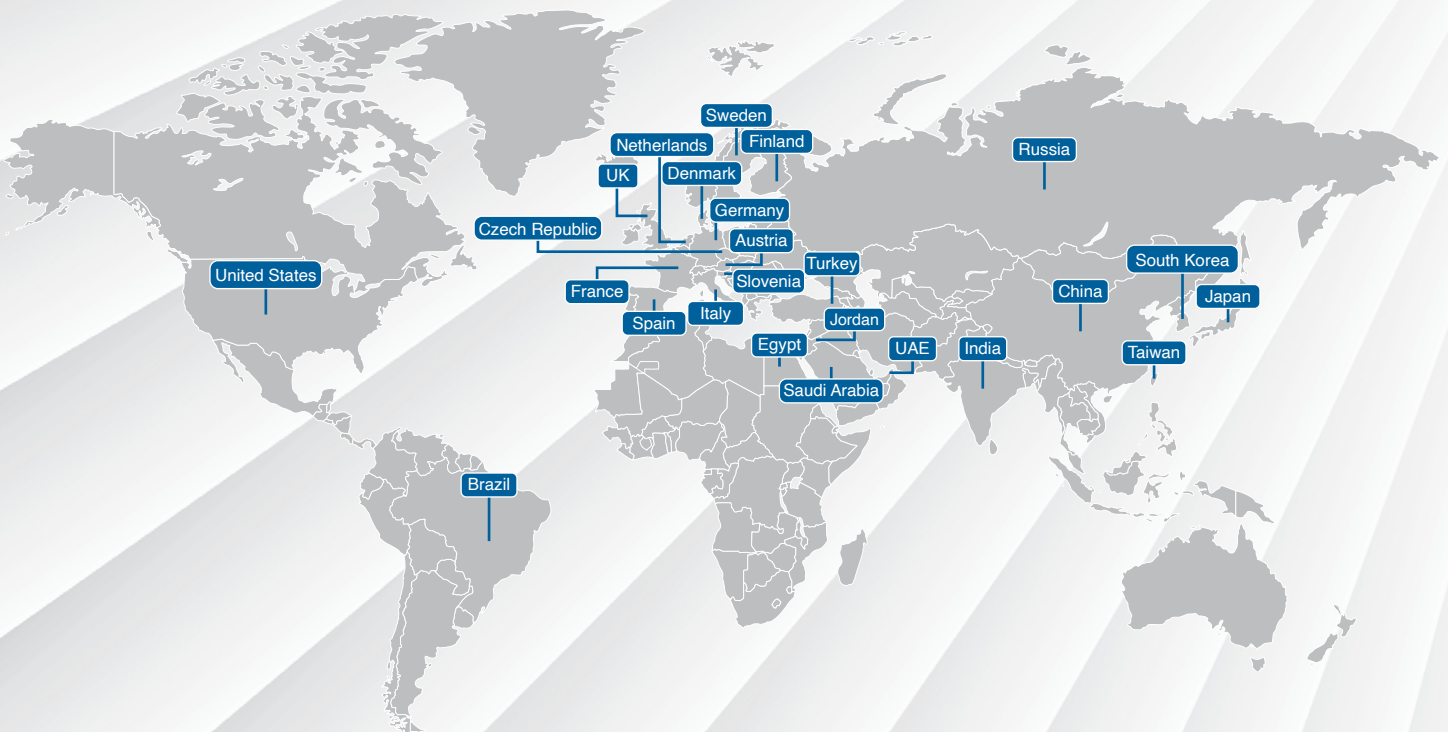 Sweden
Finland
Netherlands
Russia
UK
Denmark
Germany
Czech Republic
Austria
South Korea
Turkey
United States
Slovenia
France
China
Japan
Italy
Spain
Jordan
Egypt
UAE
India
Taiwan
Saudi Arabia
Brazil